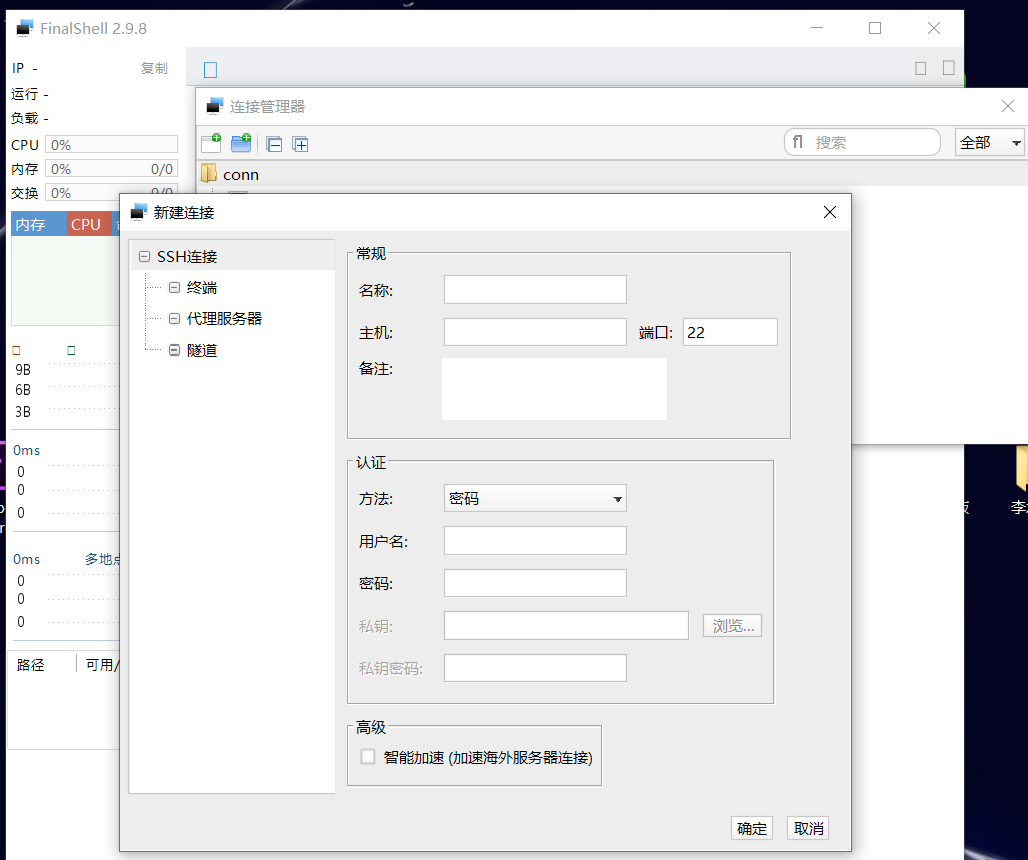 FinalShell 2.9.8
IP -
复制
运行 -
负载 -
CPU 0%
内存 0% 0/0
交换 0% 0/0
内存 CPU
9B
6B
3B
0ms
0
0
0
0ms 多地点
0
0
0
路径 可用/
连接管理器
搜索
全部
conn
新建连接
SSH连接
终端
代理服务器
隧道
常规
名称:
主机: 端口: 22
备注:
认证
方法: 密码
用户名:
密码:
私钥: 浏览...
私钥密码:
高级
智能加速 (加速海外服务器连接)
确定 取消